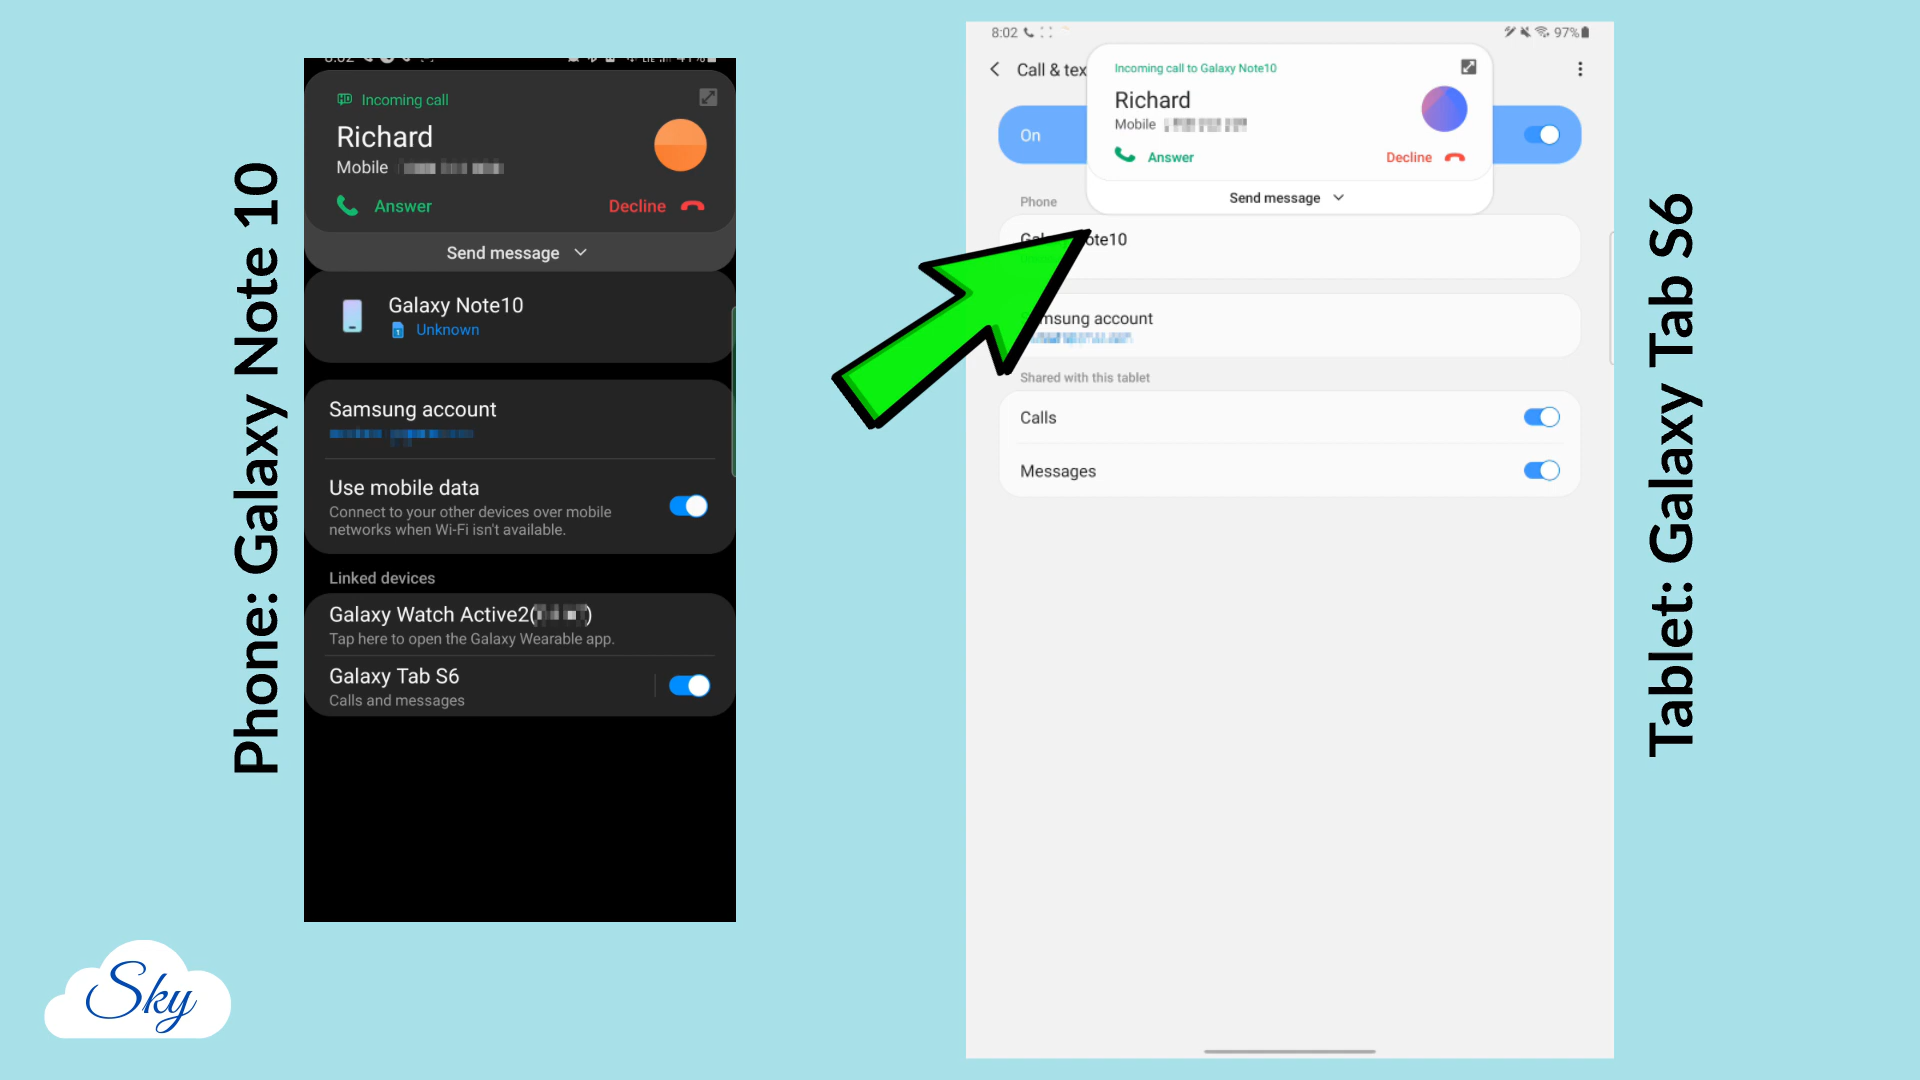 Phone: Galaxy Note 10
Incoming call
Richard
Mobile
Answer
Decline
Send message
Galaxy Note10
1 Unknown
Samsung account
Use mobile data
Connect to your other devices over mobile
networks when Wi-Fi isn't available.
Linked devices
Galaxy Watch Active2( )
Tap here to open the Galaxy Wearable app.
Galaxy Tab S6
Calls and messages
Sky
8:02
97%
Call &
Incoming call to Galaxy Note10
Richard
Mobile
Answer
Decline
Send message
On
Phone
Samsung account
Shared with this tablet
Calls
Messages
Tablet: Galaxy Tab S6